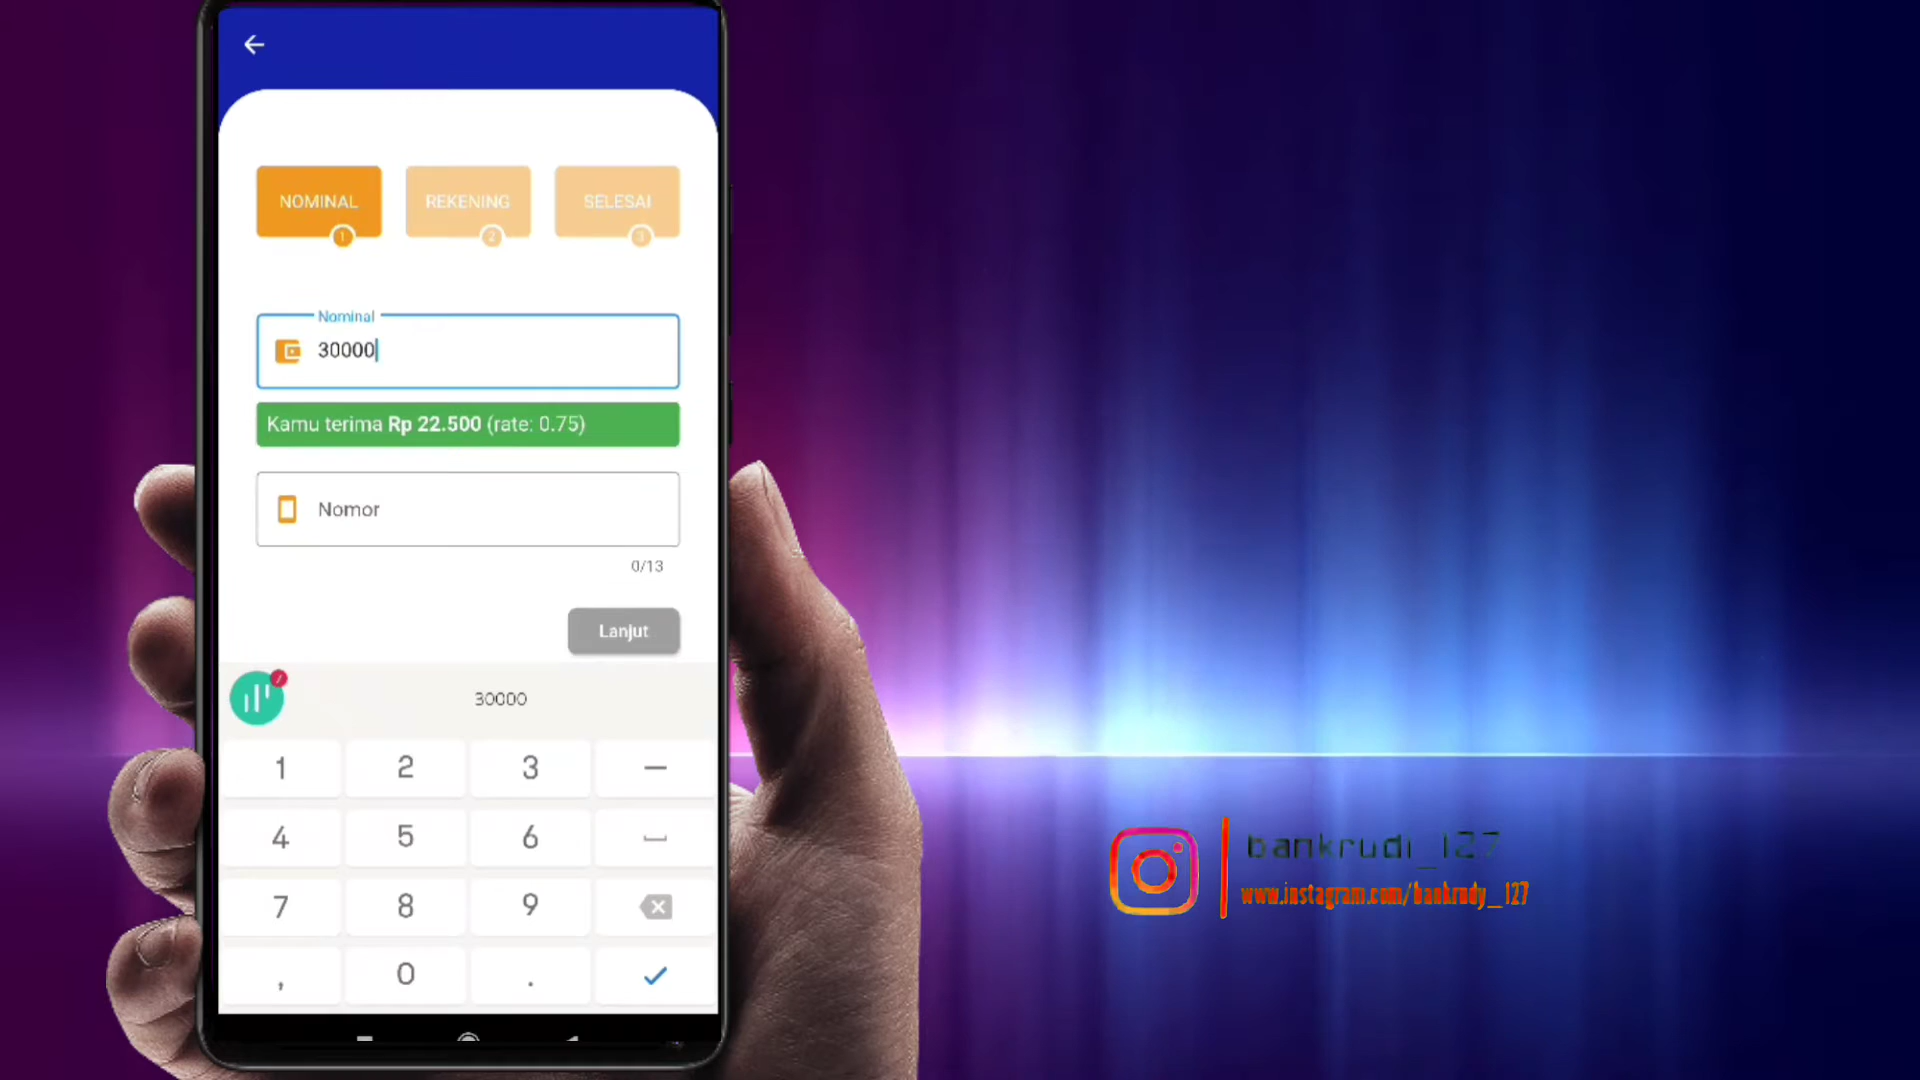 NOMINAL
1
REKENING
2
SELESAI
3
Nominal
30000
Kamu terima Rp 22.500 (rate: 0.75)
Nomor
0/13
Lanjut
30000
1 2 3 —
4 5 6
7 8 9
, 0 .
bankrudi_127
www.instagram.com/bankrudy_127